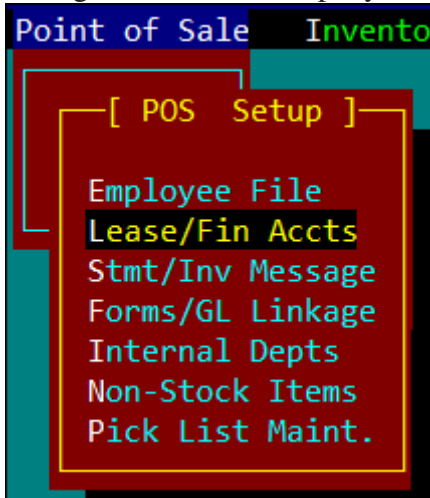 Point of Sale Invento
[ POS Setup ]
Employee File
Lease/Fin Accts
Stmt/Inv Message
Forms/GL Linkage
Internal Depts
Non-Stock Items
Pick List Maint.